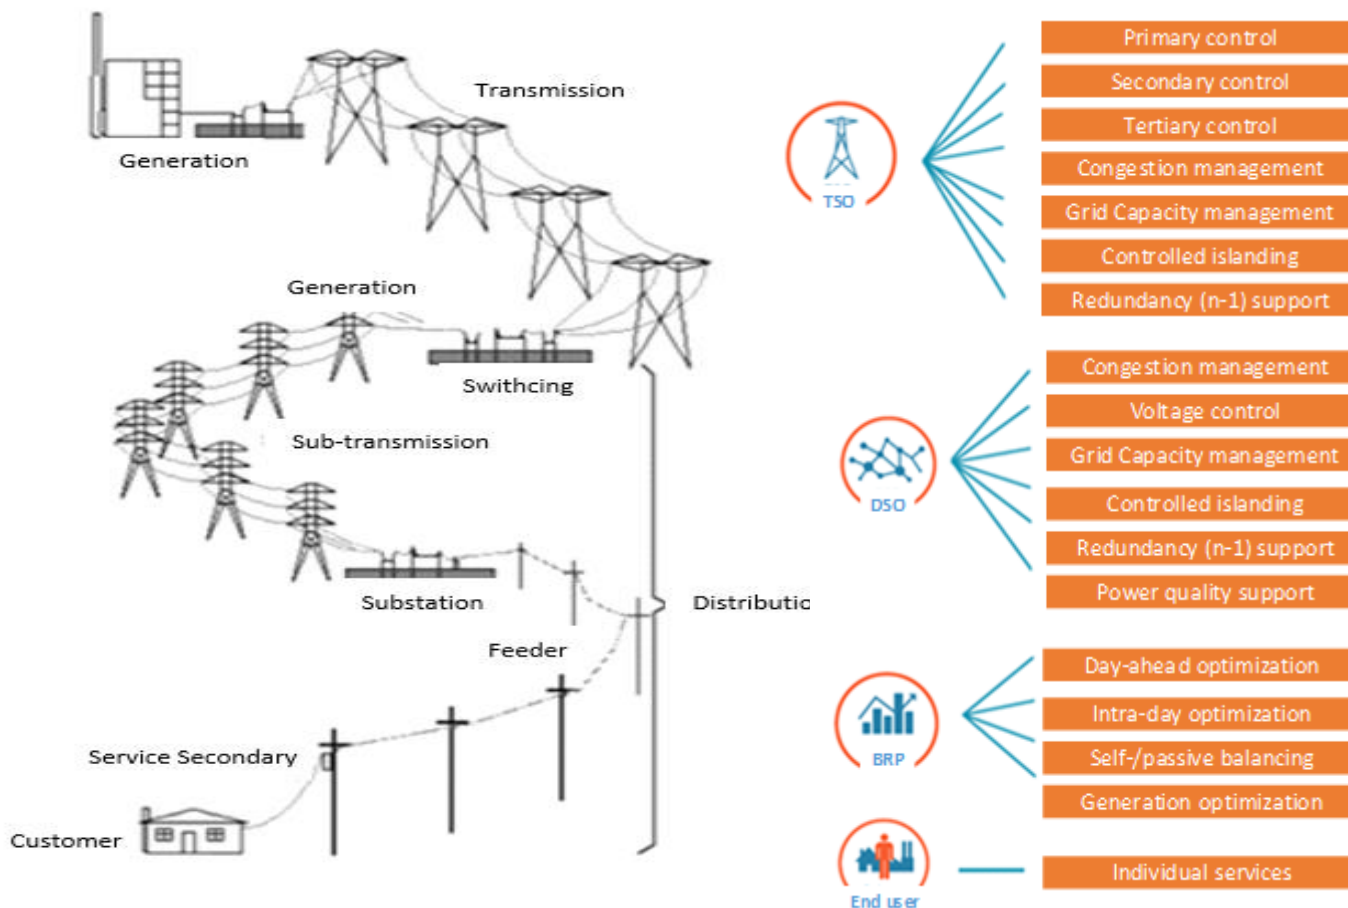 Transmission
Generation
Generation
Swithcing
Sub-transmission
Substation
Distributic
Feeder
Service Secondary
Customer
TSO
Primary control
Secondary control
Tertiary control
Congestion management
Grid Capacity management
Controlled islanding
Redundancy (n-1) support
DSO
Congestion management
Voltage control
Grid Capacity management
Controlled islanding
Redundancy (n-1) support
Power quality support
BRP
Day-ahead optimization
Intra-day optimization
Self-/passive balancing
Generation optimization
End user
Individual services